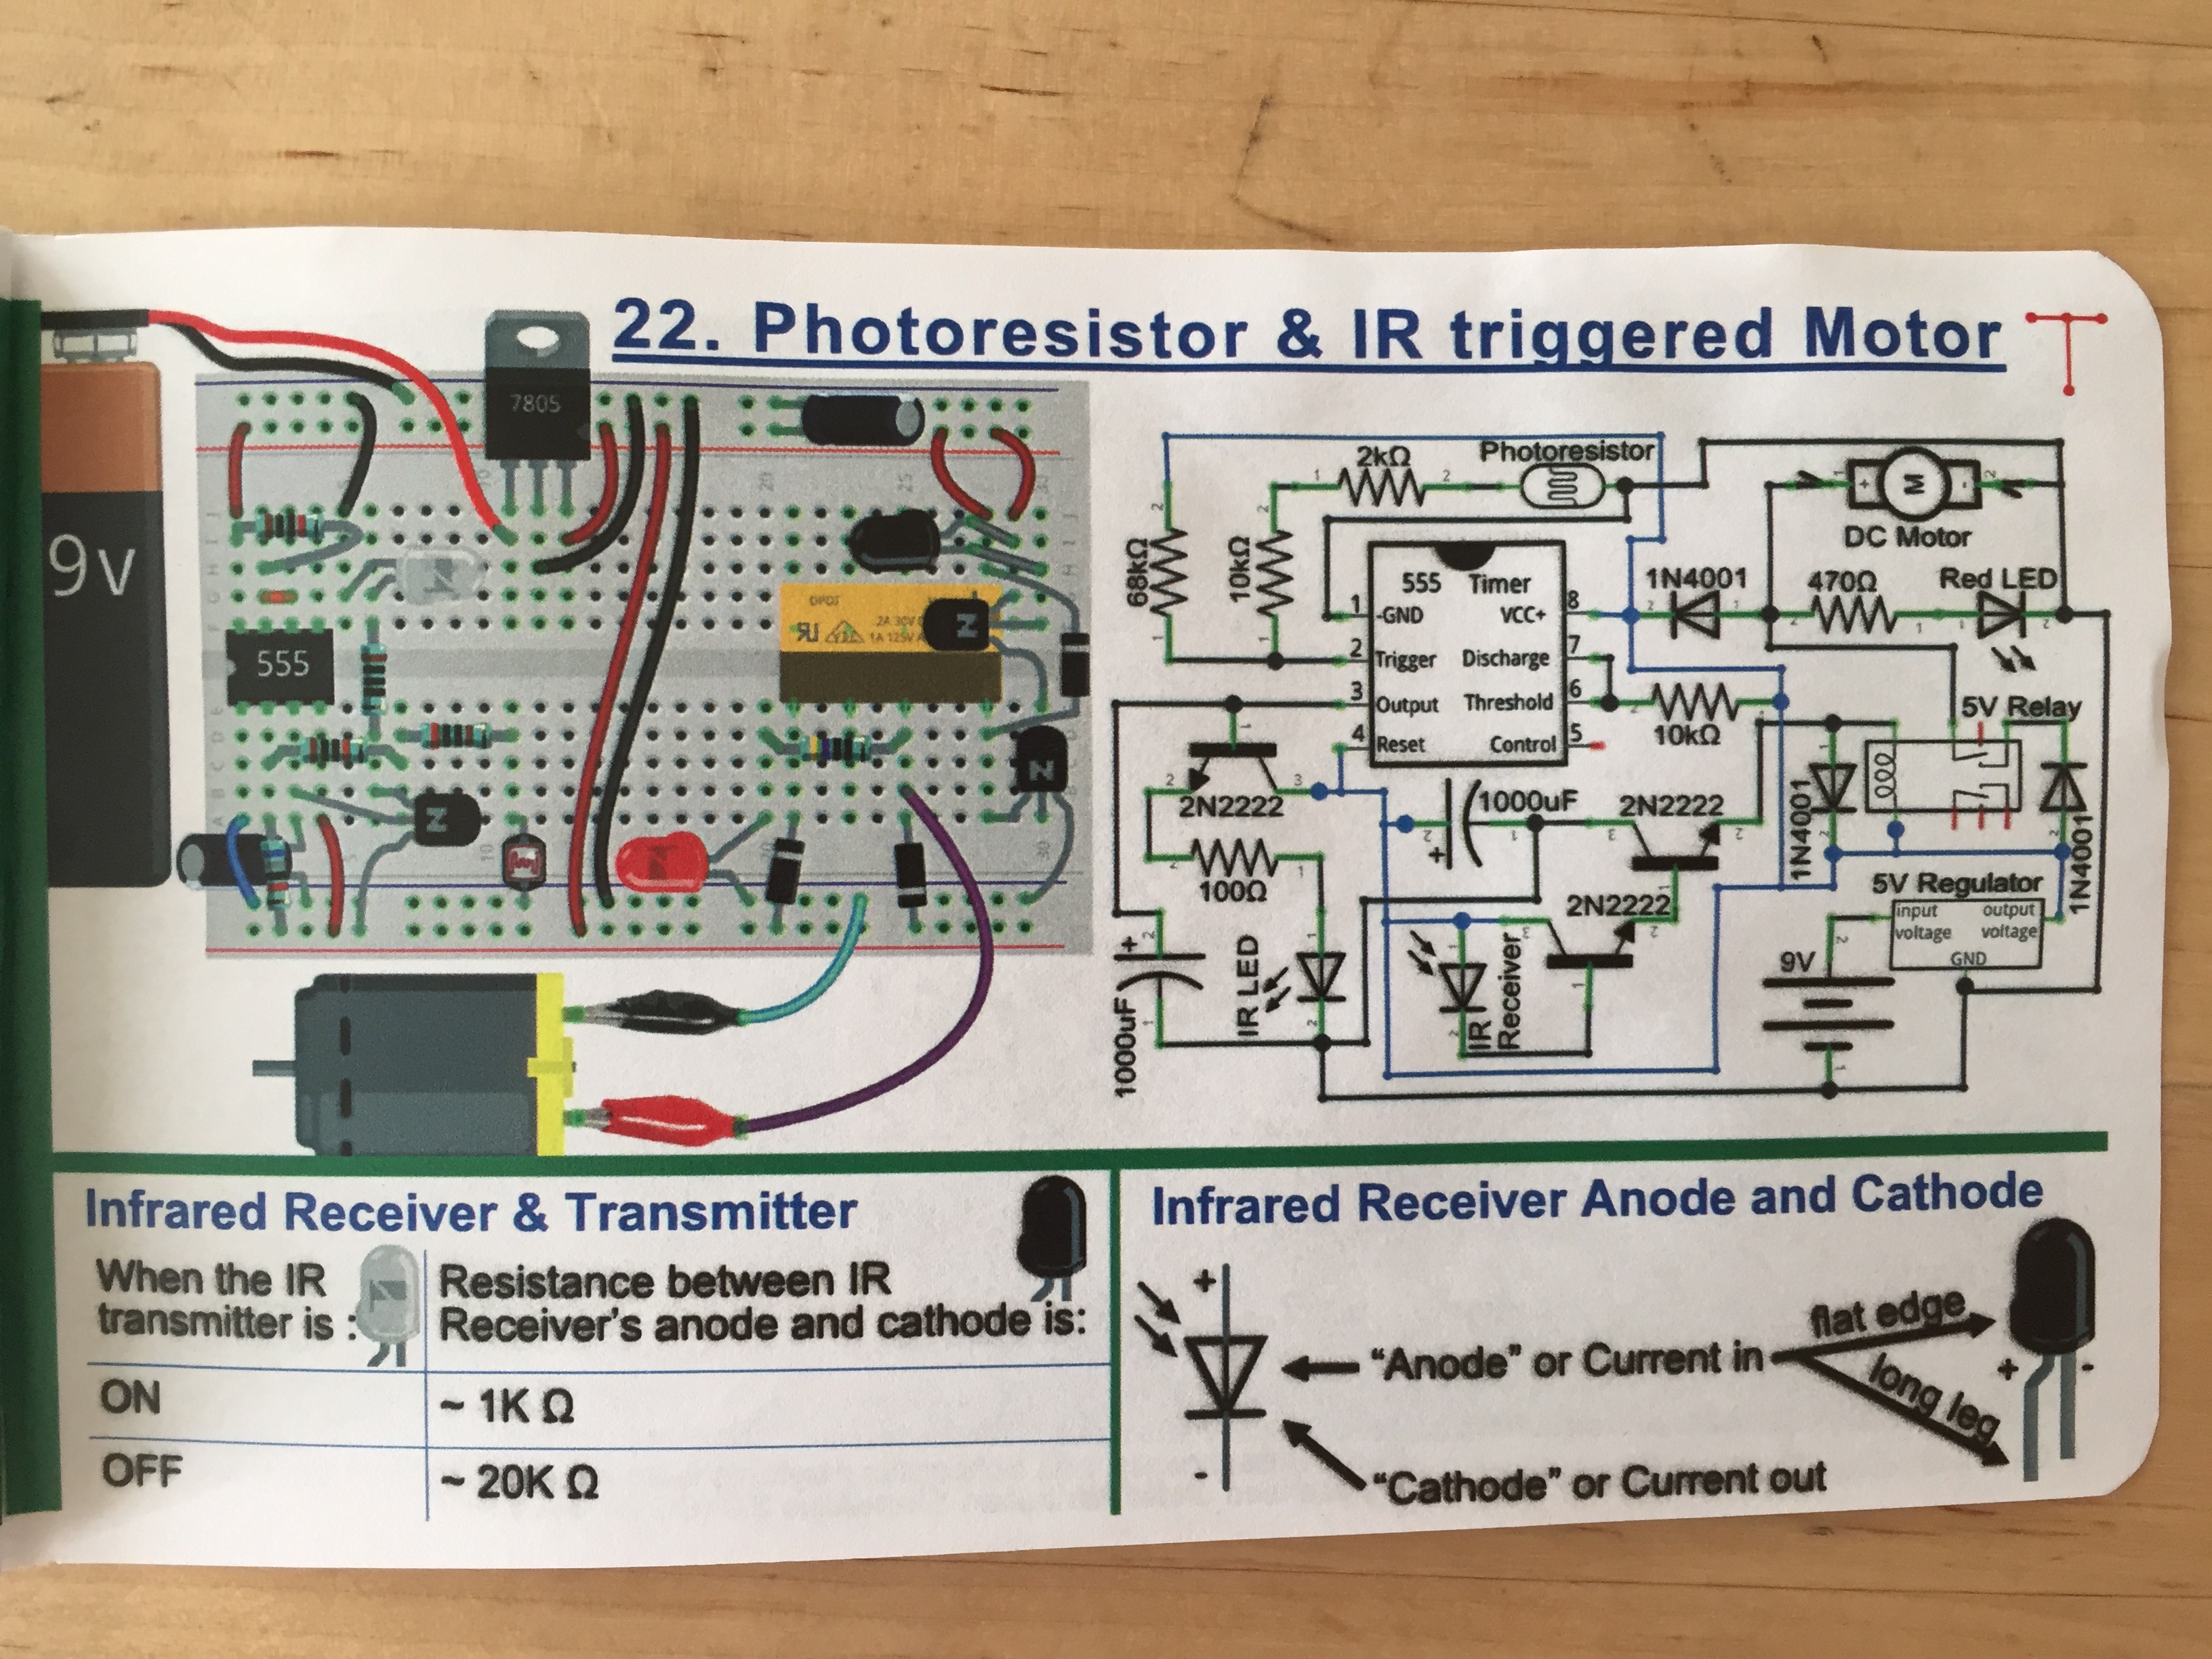 22. Photoresistor & IR triggered Motor
9v
7805
555
2A 30V
1A 125V
2kΩ
Photoresistor
68kΩ
10kΩ
555 Timer
1 -GND
VCC+ 8
2 Trigger
Discharge 7
3 Output
Threshold 6
4 Reset
Control 5
M
DC Motor
1N4001
470Ω
Red LED
10kΩ
5V Relay
2N2222
1000uF
2N2222
1N4001
1N4001
100Ω
2N2222
5V Regulator
input voltage
output voltage
GND
9V
1000uF
IR LED
IR Receiver
Infrared Receiver & Transmitter
When the IR
transmitter is :
Resistance between IR
Receiver's anode and cathode is:
ON
~ 1K Ω
OFF
~ 20K Ω
Infrared Receiver Anode and Cathode
+
"Anode" or Current in
flat edge
long leg
+ -
-
"Cathode" or Current out